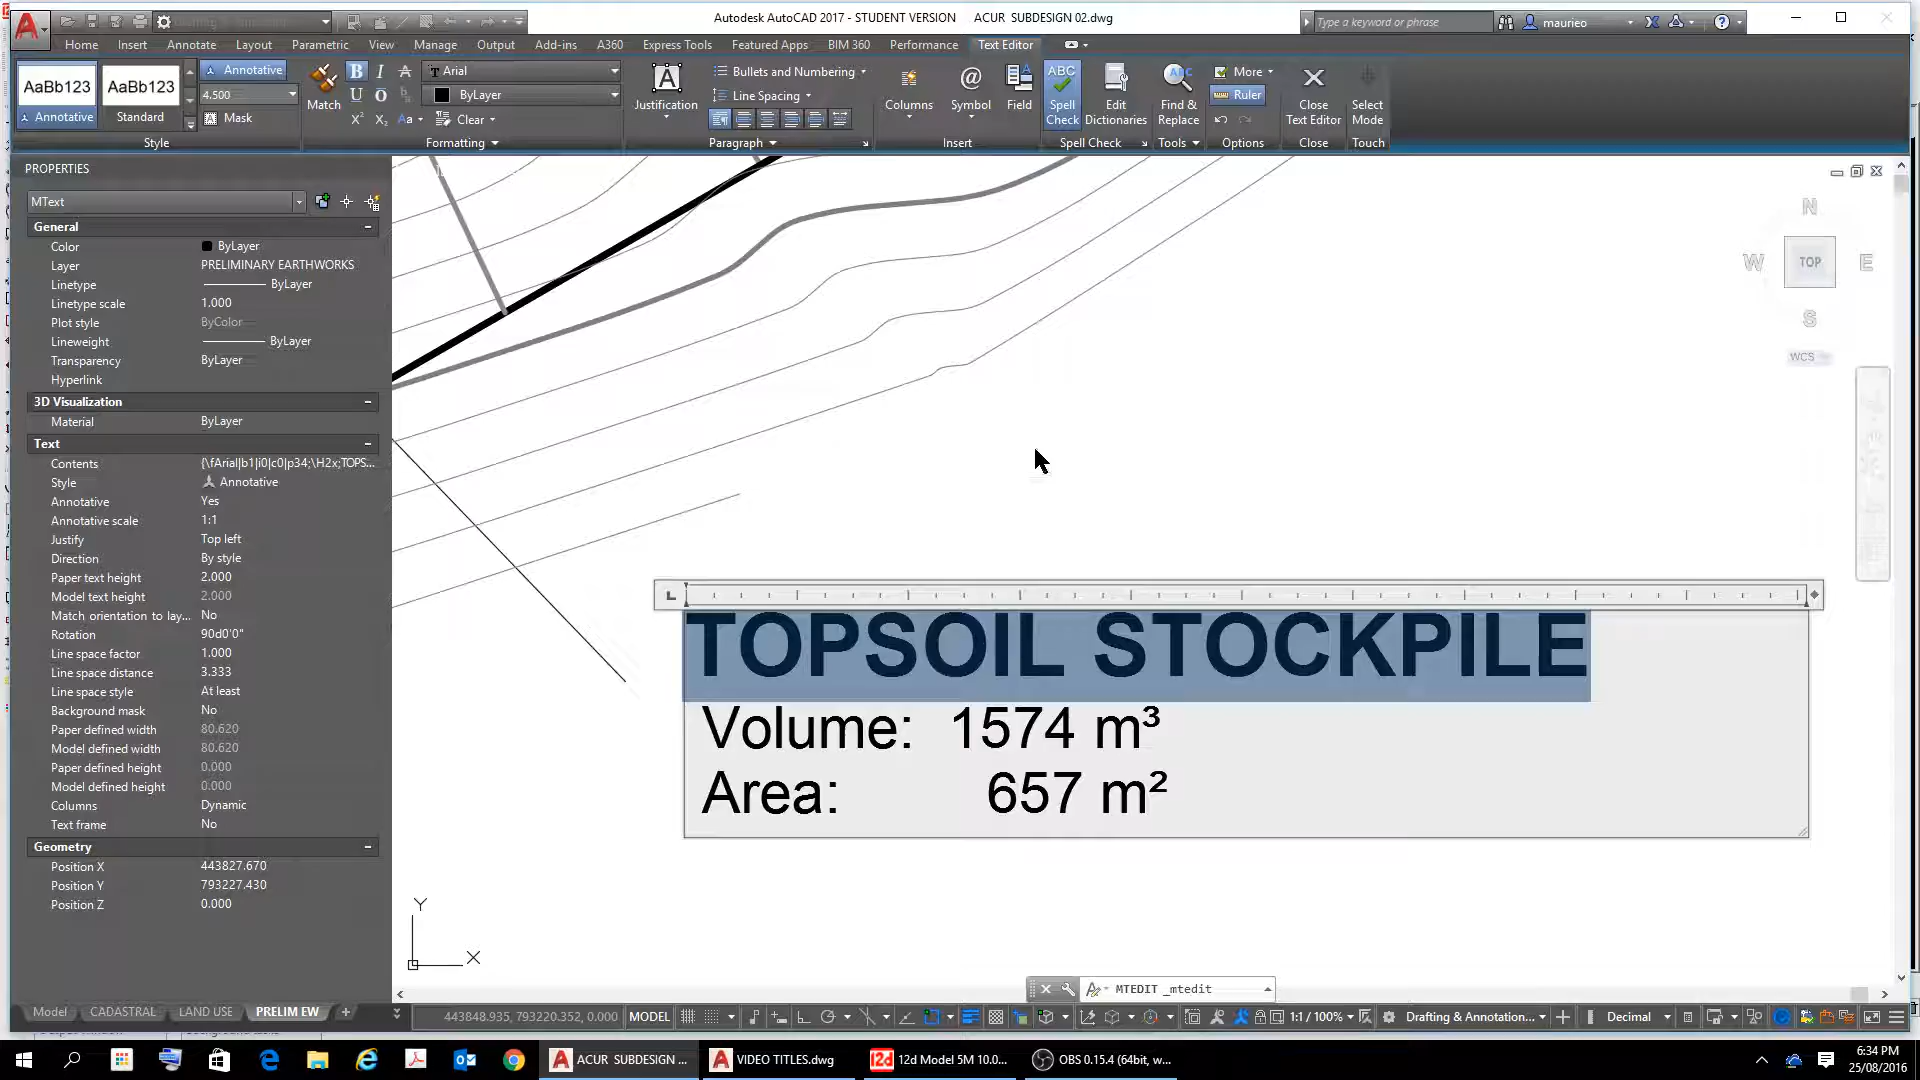 Autodesk AutoCAD 2017 - STUDENT VERSION ACUR SUBDESIGN 02.dwg
Type a keyword or phrase
maurieo
Home Insert Annotate Layout Parametric View Manage Output Add-ins A360 Express Tools Featured Apps BIM 360 Performance Text Editor
AaBb123 AaBb123
Annotative Standard
Annotative
4.500
Mask
Style
Match
Arial
ByLayer
Clear
Formatting
Justification
Bullets and Numbering
Line Spacing
Paragraph
Columns Symbol Field
Insert
ABC Spell Check
Edit Dictionaries
Spell Check
Find & Replace
Tools
More
Ruler
Options
Close Text Editor
Close
Select Mode
Touch
PROPERTIES
MText
General
Color ByLayer
Layer PRELIMINARY EARTHWORKS
Linetype ByLayer
Linetype scale 1.000
Plot style ByColor
Lineweight ByLayer
Transparency ByLayer
Hyperlink
3D Visualization
Material ByLayer
Text
Contents {\fArial|b1|i0|c0|p34;\H2x;TOPS...
Style Annotative
Annotative Yes
Annotative scale 1:1
Justify Top left
Direction By style
Paper text height 2.000
Model text height 2.000
Match orientation to lay... No
Rotation 90d0'0"
Line space factor 1.000
Line space distance 3.333
Line space style At least
Background mask No
Paper defined width 80.620
Model defined width 80.620
Paper defined height 0.000
Model defined height 0.000
Columns Dynamic
Text frame No
Geometry
Position X 443827.670
Position Y 793227.430
Position Z 0.000
N
W TOP E
S
WCS
TOPSOIL STOCKPILE
Volume: 1574 m³
Area: 657 m²
Y
X
MTEDIT _mtedit
Model CADASTRAL LAND USE PRELIM EW +
443848.935, 793220.352, 0.000 MODEL 1:1 / 100% Drafting & Annotation... Decimal
ACUR SUBDESIGN ... VIDEO TITLES.dwg 12d Model 5M 10.0... OBS 0.15.4 (64bit, w...
6:34 PM
25/08/2016